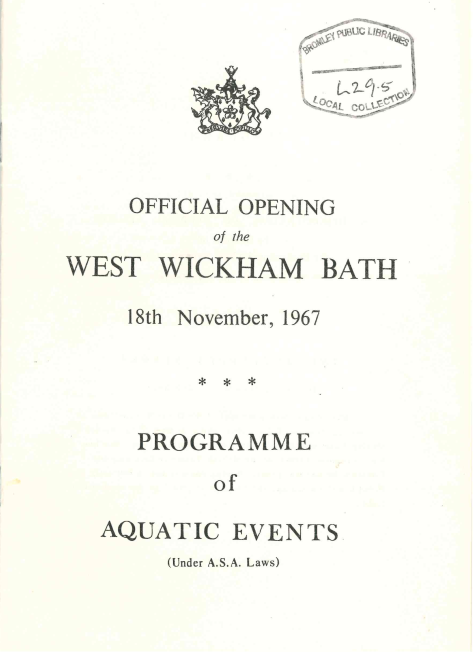 BROMLEY PUBLIC LIBRARIES
L29.5
LOCAL COLLECTION
OFFICIAL OPENING
of the
WEST WICKHAM BATH
18th November, 1967
* * *
PROGRAMME
of
AQUATIC EVENTS
(Under A.S.A. Laws)